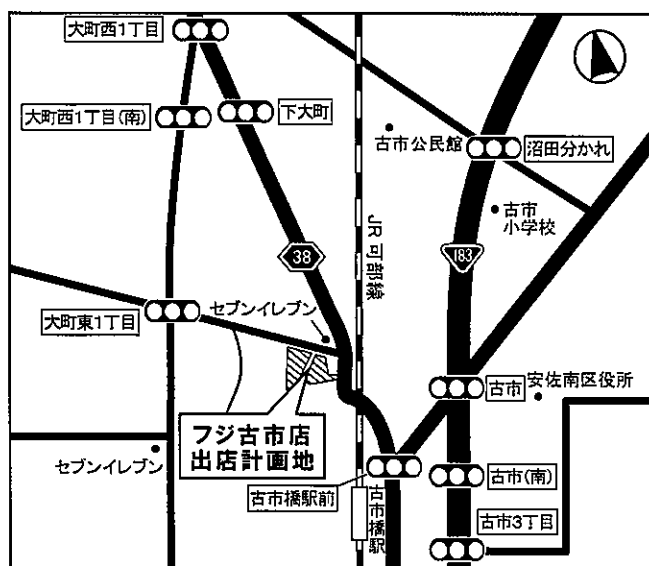 大町西1丁目
大町西1丁目(南)
下大町
古市公民館
沼田分かれ
古市
小学校
JR可部線
38
183
セブンイレブン
大町東1丁目
フジ古市店
出店計画地
古市
安佐南区役所
セブンイレブン
古市橋駅前
古市橋駅
古市(南)
古市3丁目